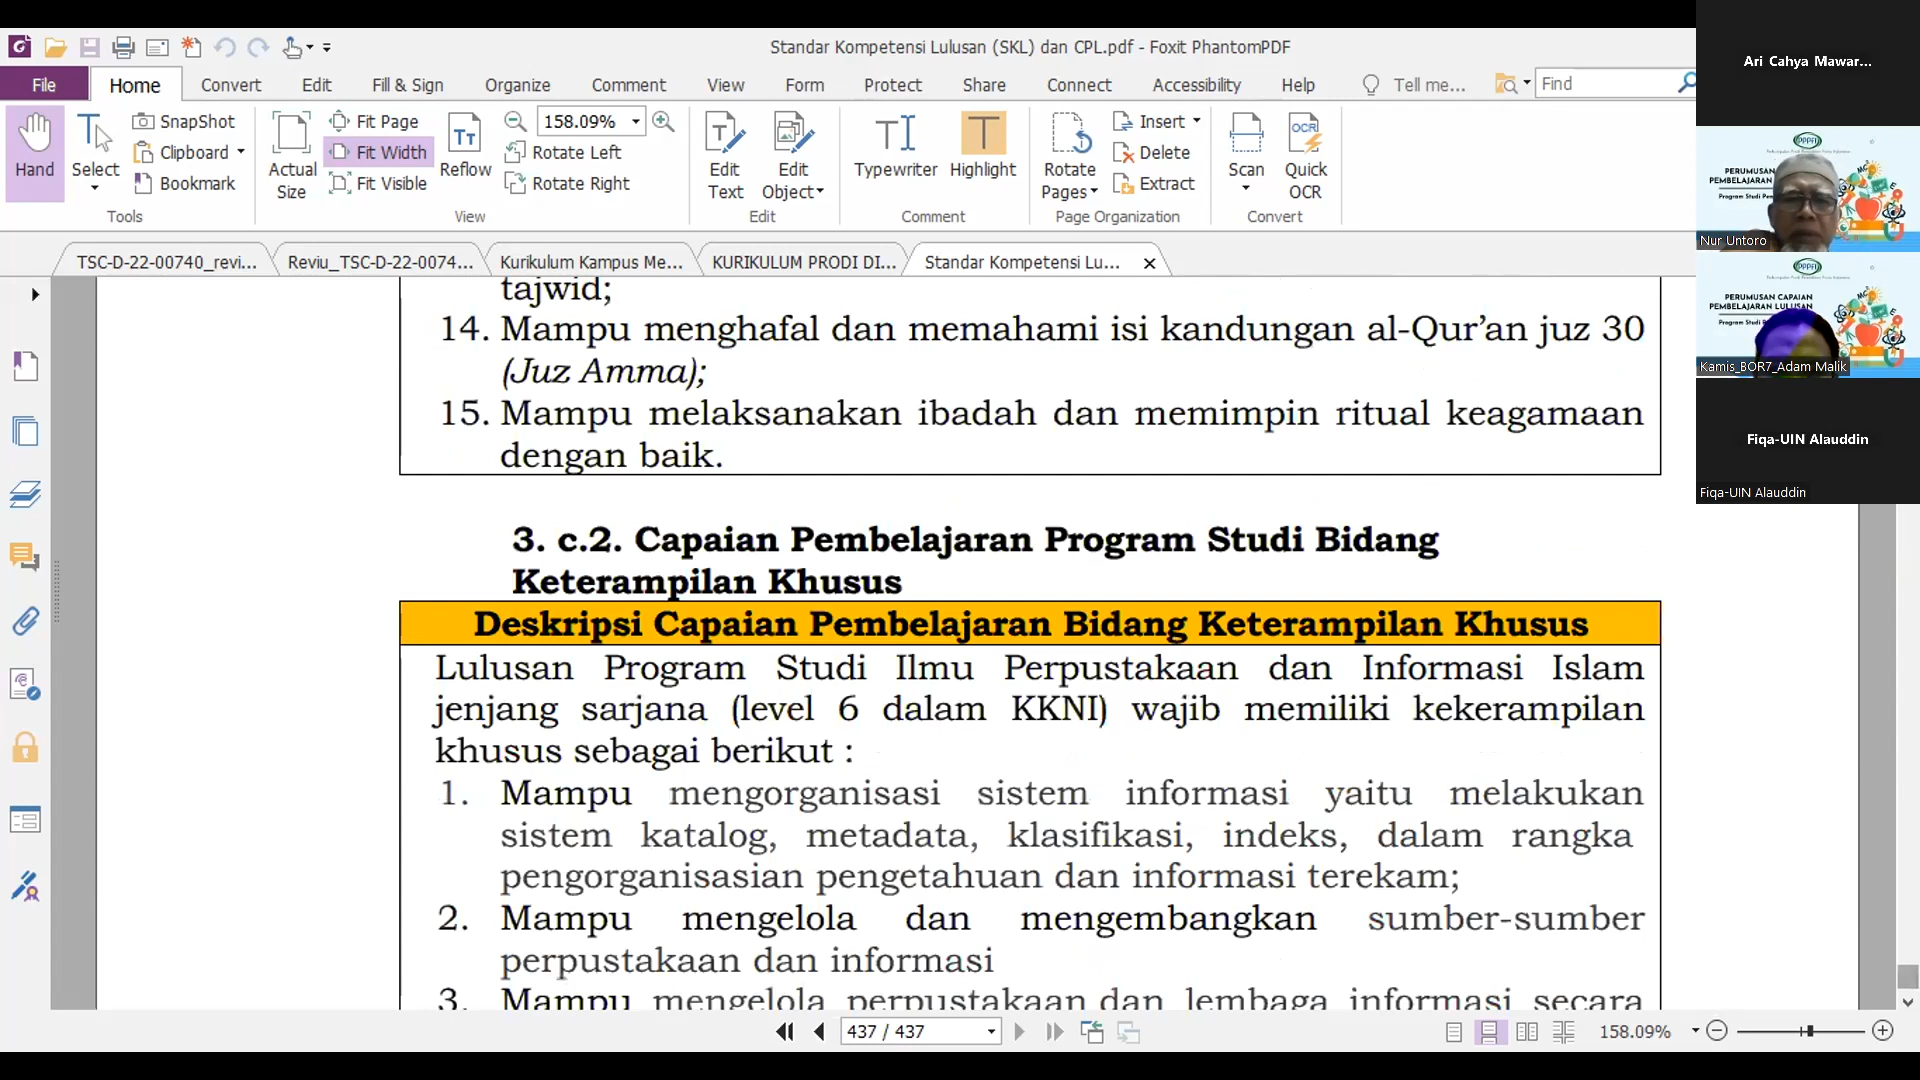 Standar Kompetensi Lulusan (SKL) dan CPL.pdf - Foxit PhantomPDF
File Home Convert Edit Fill & Sign Organize Comment View Form Protect Share Connect Accessibility Help Tell me... Find
Hand
Select
SnapShot
Clipboard
Bookmark
Tools
Actual Size
Fit Page
Fit Width
Fit Visible
Reflow
158.09%
Rotate Left
Rotate Right
View
Edit Text
Edit Object
Edit
Typewriter
Highlight
Comment
Rotate Pages
Insert
Delete
Extract
Page Organization
Scan
OCR
Quick OCR
Convert
TSC-D-22-00740_revi...
Reviu_TSC-D-22-0074...
Kurikulum Kampus Me...
KURIKULUM PRODI DI...
Standar Kompetensi Lu...
tajwid;
14. Mampu menghafal dan memahami isi kandungan al-Qur’an juz 30
(Juz Amma);
15. Mampu melaksanakan ibadah dan memimpin ritual keagamaan
dengan baik.
3. c.2. Capaian Pembelajaran Program Studi Bidang
Keterampilan Khusus
Deskripsi Capaian Pembelajaran Bidang Keterampilan Khusus
Lulusan Program Studi Ilmu Perpustakaan dan Informasi Islam
jenjang sarjana (level 6 dalam KKNI) wajib memiliki kekerampilan
khusus sebagai berikut :
1. Mampu mengorganisasi sistem informasi yaitu melakukan
sistem katalog, metadata, klasifikasi, indeks, dalam rangka
pengorganisasian pengetahuan dan informasi terekam;
2. Mampu mengelola dan mengembangkan sumber-sumber
perpustakaan dan informasi
3. Mampu mengelola perpustakaan dan lembaga informasi secara
437 / 437
158.09%
Ari Cahya Mawar...
PERUMUSAN
PEMBELAJARAN
Nur Untoro
PERUMUSAN CAPAIAN
PEMBELAJARAN LULUSAN
Kamis_BOR7_Adam Malik
Fiqa-UIN Alauddin
Fiqa-UIN Alauddin